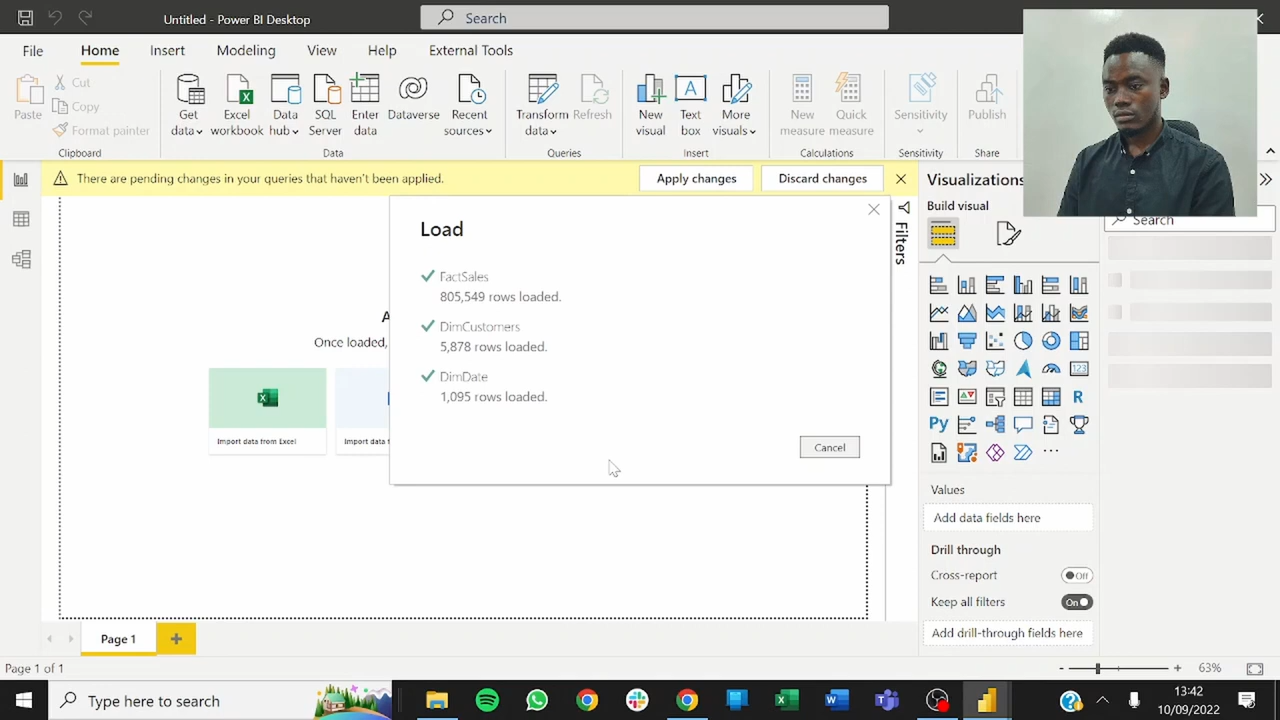 Untitled - Power BI Desktop
Search
File
Home
Insert
Modeling
View
Help
External Tools
Paste
Cut
Copy
Format painter
Clipboard
Get data
Excel workbook
Data hub
SQL Server
Enter data
Dataverse
Recent sources
Data
Transform data
Refresh
Queries
New visual
Text box
More visuals
Insert
New measure
Quick measure
Calculations
Sensitivity
Sensitivity
Publish
Share
There are pending changes in your queries that haven't been applied.
Apply changes
Discard changes
Load
FactSales
805,549 rows loaded.
DimCustomers
5,878 rows loaded.
DimDate
1,095 rows loaded.
Cancel
A
Once loaded,
Import data from Excel
Import data f
Filters
Visualizations
Build visual
123
R
Py
Values
Add data fields here
Drill through
Cross-report
Off
Keep all filters
On
Add drill-through fields here
Search
Page 1
Page 1 of 1
63%
Type here to search
13:42
10/09/2022